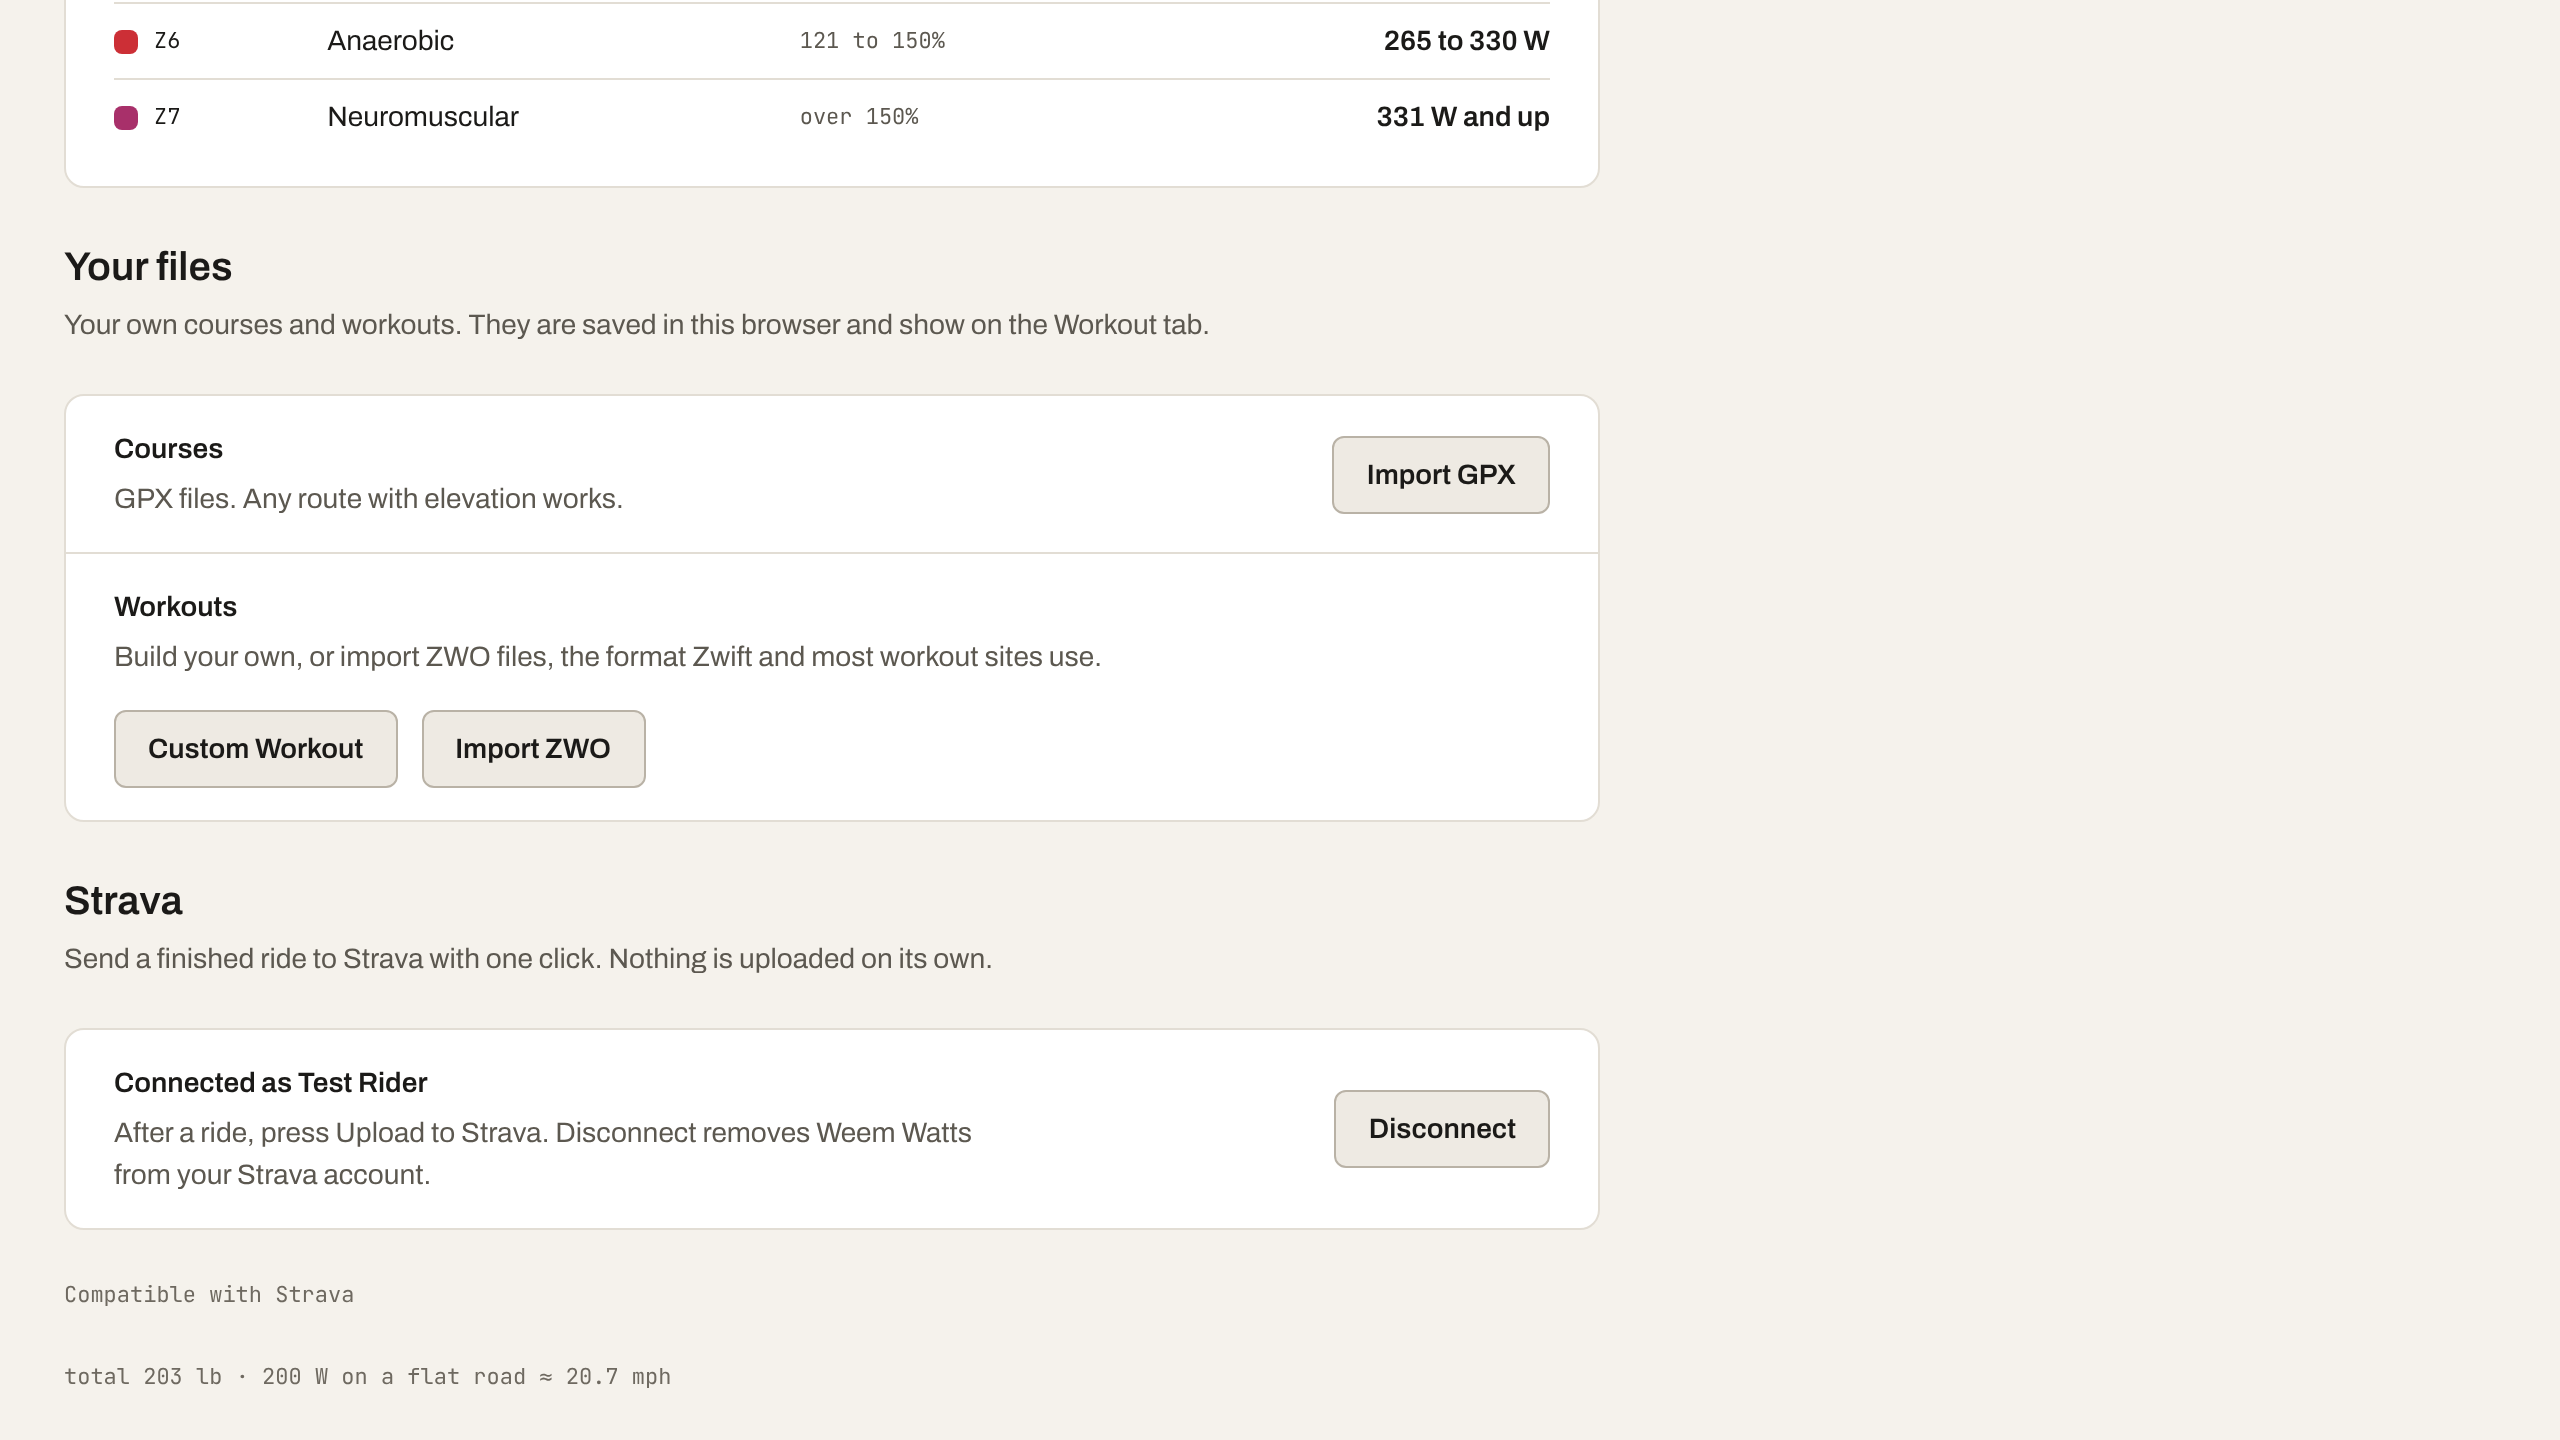 Z6 Anaerobic 121 to 150% 265 to 330 W
Z7 Neuromuscular over 150% 331 W and up
Your files
Your own courses and workouts. They are saved in this browser and show on the Workout tab.
Courses
GPX files. Any route with elevation works.
Import GPX
Workouts
Build your own, or import ZWO files, the format Zwift and most workout sites use.
Custom Workout Import ZWO
Strava
Send a finished ride to Strava with one click. Nothing is uploaded on its own.
Connected as Test Rider
After a ride, press Upload to Strava. Disconnect removes Weem Watts
from your Strava account.
Disconnect
Compatible with Strava
total 203 lb · 200 W on a flat road ≈ 20.7 mph